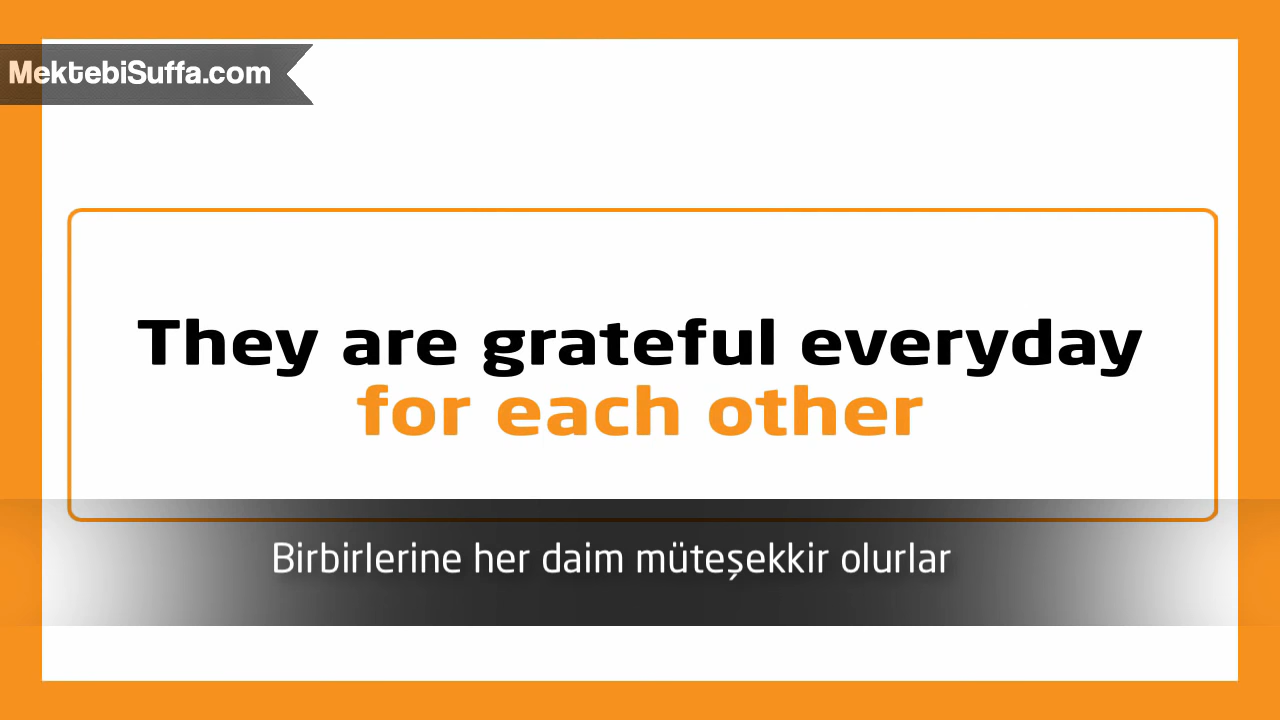 MektebiSuffa.com
They are grateful everyday
for each other
Birbirlerine her daim müteşekkir olurlar